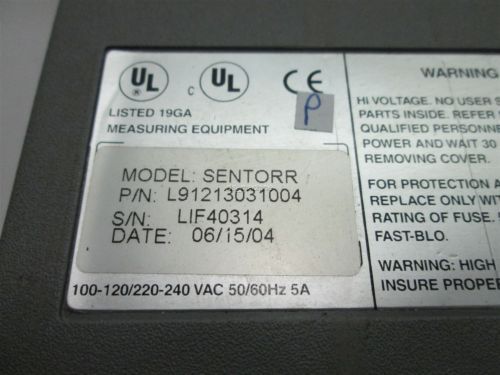 UL
®
C UL
CE
P
LISTED 19GA
MEASURING EQUIPMENT
MODEL: SENTORR
P/N: L91213031004
S/N: LIF40314
DATE: 06/15/04
100-120/220-240 VAC 50/60Hz 5A
WARNING
HI VOLTAGE. NO USER
PARTS INSIDE. REFER
QUALIFIED PERSONNE
POWER AND WAIT 30
REMOVING COVER.
FOR PROTECTION A
REPLACE ONLY WIT
RATING OF FUSE.
FAST-BLO.
WARNING: HIGH
INSURE PROPE